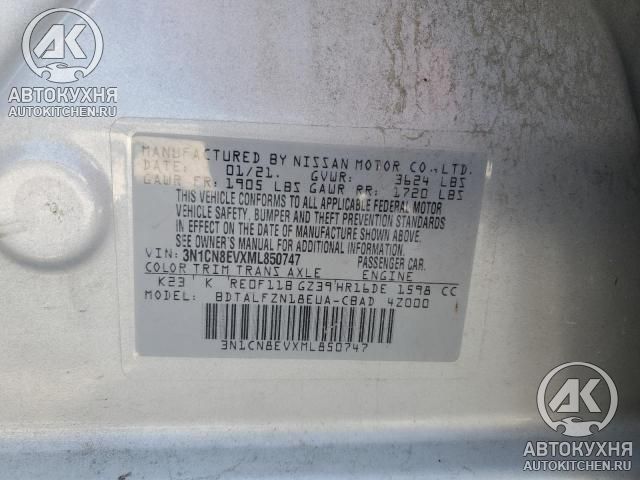 AK
АВТОКУХНЯ
AUTOKITCHEN.RU
MANUFACTURED BY NISSAN MOTOR CO.,LTD.
DATE: 01/21. GVWR: 3624 LBS
GAWR FR: 1905 LBS GAWR RR: 1720 LBS
THIS VEHICLE CONFORMS TO ALL APPLICABLE FEDERAL MOTOR
VEHICLE SAFETY, BUMPER AND THEFT PREVENTION STANDARDS
IN EFFECT ON THE DATE OF MANUFACTURE SHOWN ABOVE.
SEE OWNER'S MANUAL FOR ADDITIONAL INFORMATION.
VIN: 3N1CN8EVXML850747 PASSENGER CAR.
COLOR TRIM TRANS AXLE ENGINE
K23 K RE0F11B GZ39 HR16DE 1598 CC
MODEL: BDTALFZN18EUA-CBAD 4Z000
3N1CN8EVXML850747
AK
АВТОКУХНЯ
AUTOKITCHEN.RU